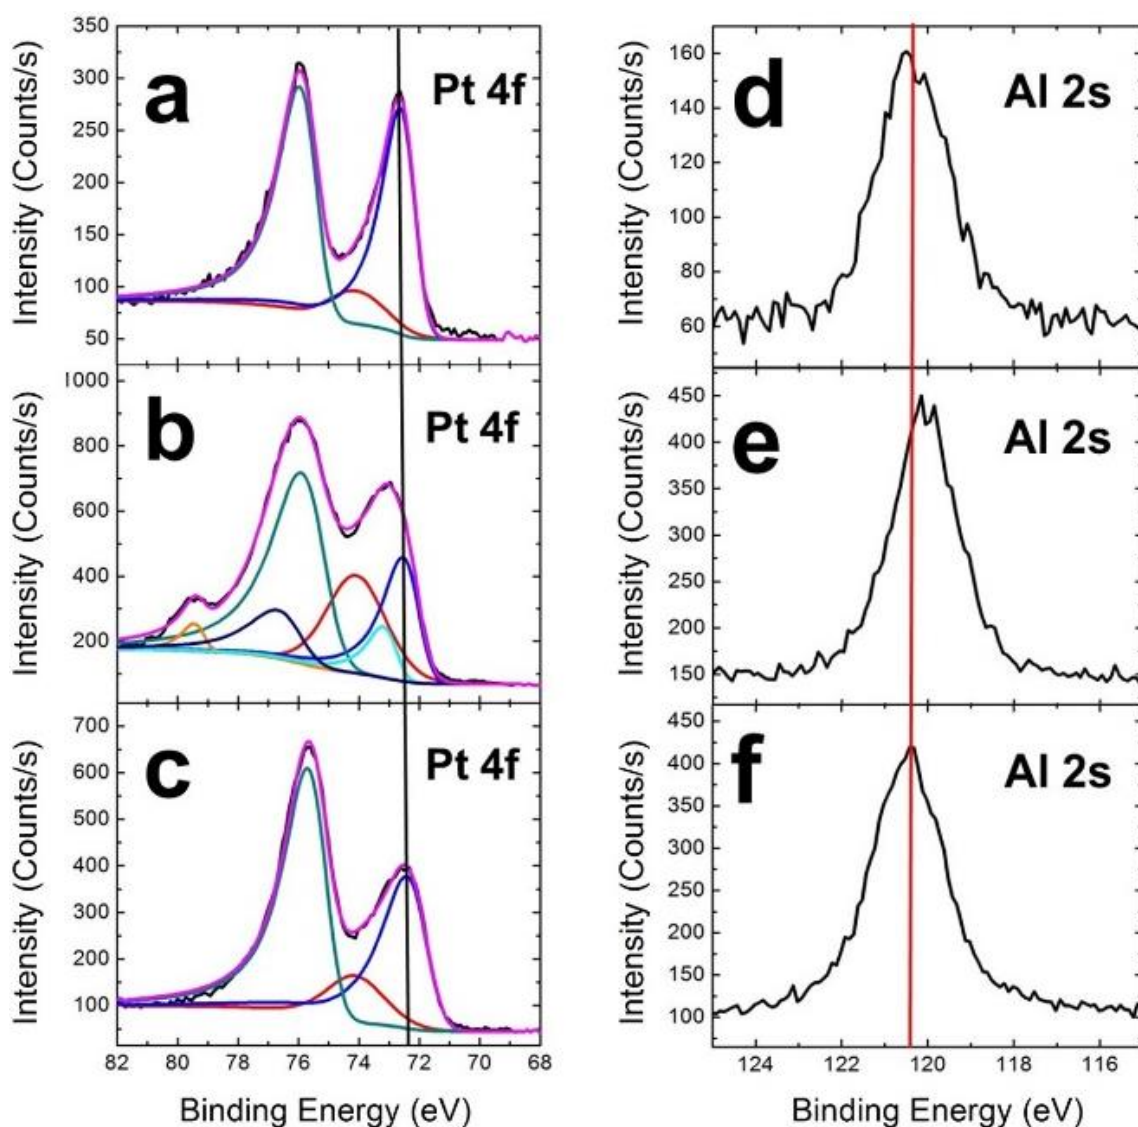 350
300
250
200
150
100
50
Intensity (Counts/s)
a
Pt 4f
1000
800
600
400
200
Intensity (Counts/s)
b
Pt 4f
700
600
500
400
300
200
100
Intensity (Counts/s)
c
Pt 4f
82 80 78 76 74 72 70 68
Binding Energy (eV)
160
140
120
100
80
60
Intensity (Counts/s)
d
Al 2s
450
400
350
300
250
200
150
Intensity (Counts/s)
e
Al 2s
450
400
350
300
250
200
150
100
Intensity (Counts/s)
f
Al 2s
124 122 120 118 116
Binding Energy (eV)